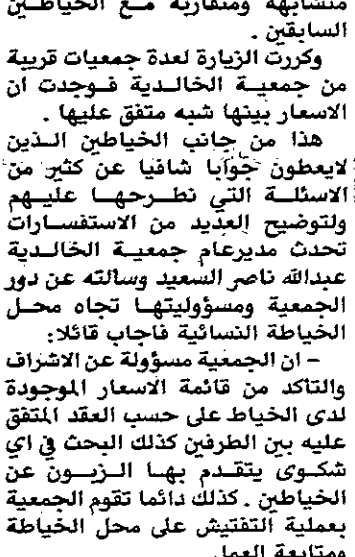 متشابهة ومتقاربة مع الخياطين
السابقين .
وكررت الزيارة لعدة جمعيات قريبة
من جمعية الخالدية فوجدت ان
الاسعار بينها شبه متفق عليها .
هذا من جانب الخياطين الذين
لايعطون جوابا شافيا عن كثير من
الاسئلة التي نطرحها عليهم
ولتوضيح العديد من الاستفسارات
تحدث مديرعام جمعية الخالدية
عبدالله ناصر السعيد وسالته عن دور
الجمعية ومسؤوليتها تجاه محل
الخياطة النسائية فاجاب قائلا:
- ان الجمعية مسؤولة عن الاشراف
والتاكد من قائمة الاسعار الموجودة
لدى الخياط على حسب العقد المتفق
عليه بين الطرفين كذلك البحث في اي
شكوى يتقدم بها الزبون عن
الخياطين . كذلك دائما تقوم الجمعية
بعملية التفتيش على محل الخياطة
ومتابعة العمل